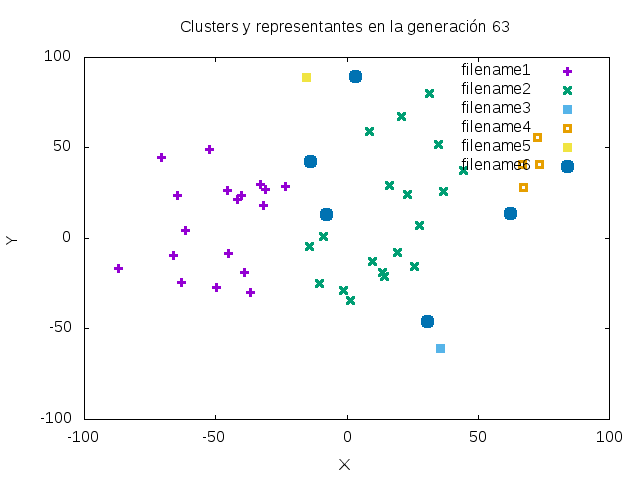 Clusters y representantes en la generación 63
100
50
0
-50
-100
-100
-50
0
50
100
X
Y
filename1
filename2
filename3
filename4
filename5
filename6